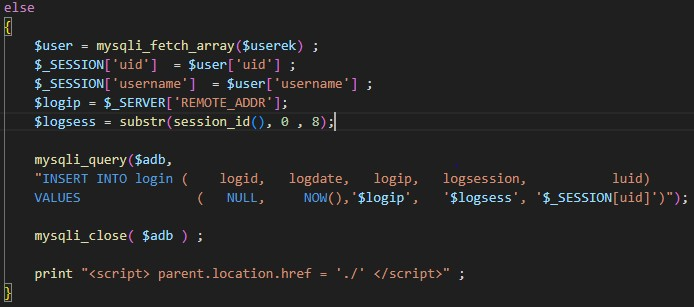 else
{
$user = mysqli_fetch_array($userek) ;
$_SESSION['uid']  = $user['uid'] ;
$_SESSION['username']  = $user['username'] ;
$logip = $_SERVER['REMOTE_ADDR'];
$logsess = substr(session_id(), 0 , 8);
mysqli_query($adb,
"INSERT INTO login (   logid,   logdate,   logip,   logsession,           luid)
VALUES               (   NULL,     NOW(),'$logip',   '$logsess', '$_SESSION[uid]')");
mysqli_close( $adb ) ;
print "<script> parent.location.href = './' </script>" ;
}